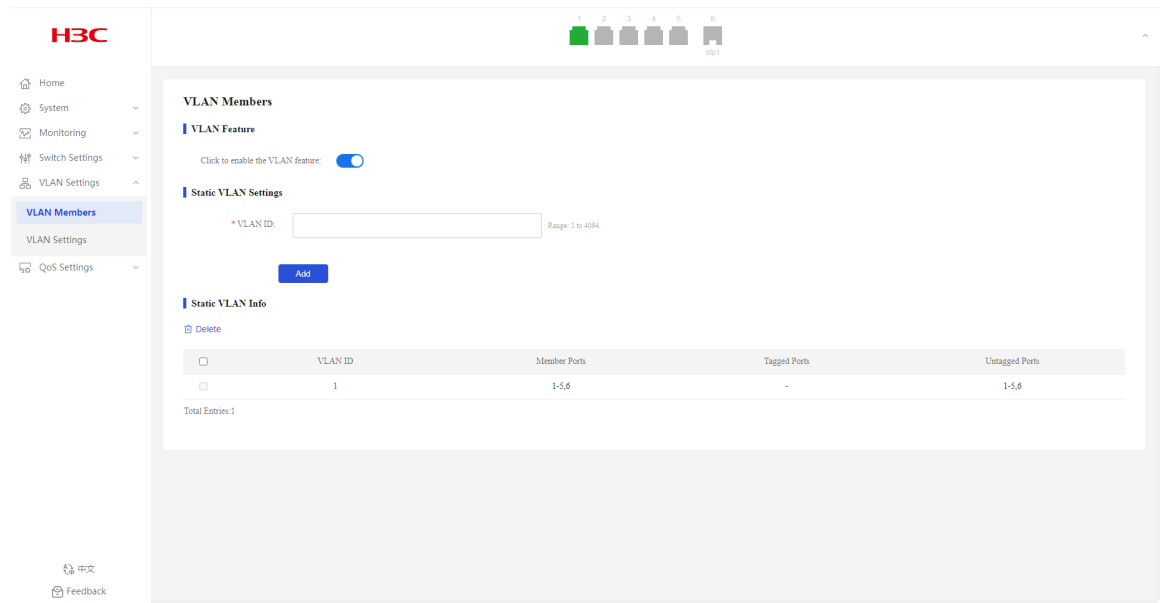 H3C
1 2 3 4 5 6
sfp1
Home
System
Monitoring
Switch Settings
VLAN Settings
VLAN Members
VLAN Settings
QoS Settings
中文
Feedback
VLAN Members
VLAN Feature
Click to enable the VLAN feature:
Static VLAN Settings
* VLAN ID:
Range: 1 to 4094.
Add
Static VLAN Info
Delete
VLAN ID Member Ports Tagged Ports Untagged Ports
1 1-5,6 - 1-5,6
Total Entries:1